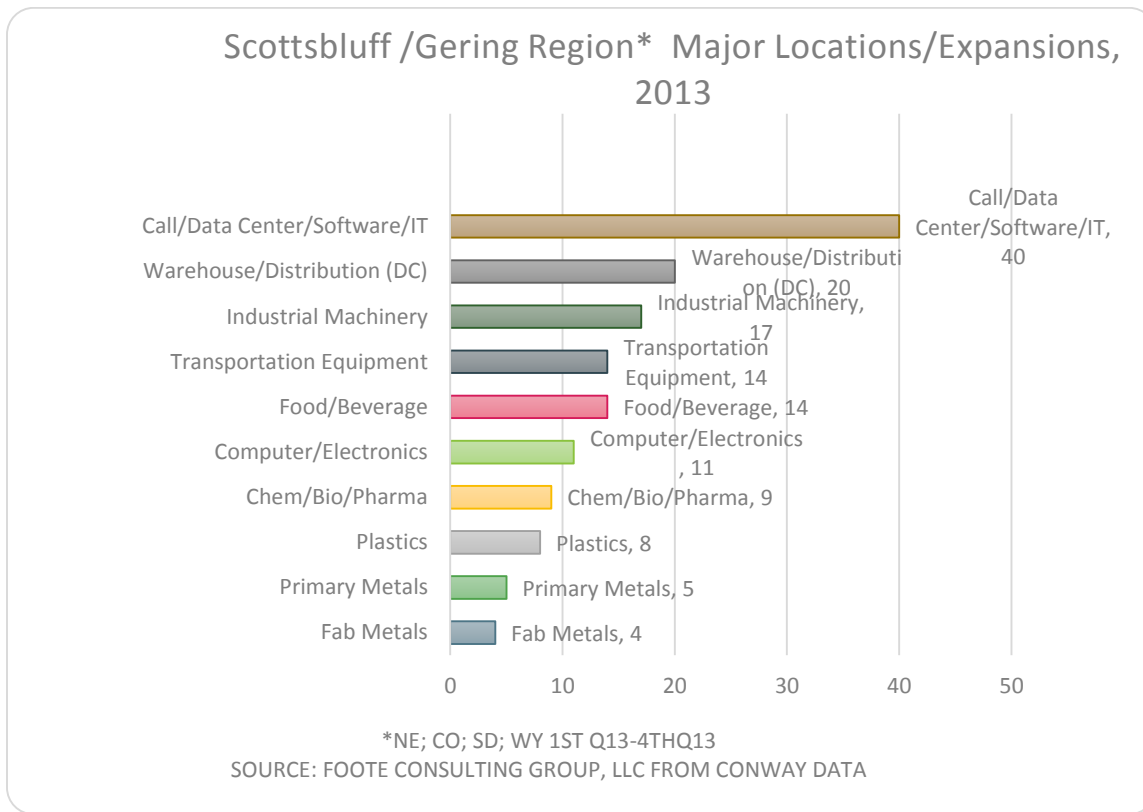 Scottsbluff /Gering Region*  Major Locations/Expansions,
2013
Call/Data Center/Software/IT
Call/Data
Center/Software/IT,
40
Warehouse/Distribution (DC)
Warehouse/Distributi
on (DC), 20
Industrial Machinery
Industrial Machinery,
17
Transportation Equipment
Transportation
Equipment, 14
Food/Beverage
Food/Beverage, 14
Computer/Electronics
Computer/Electronics
, 11
Chem/Bio/Pharma
Chem/Bio/Pharma, 9
Plastics
Plastics, 8
Primary Metals
Primary Metals, 5
Fab Metals
Fab Metals, 4
0 10 20 30 40 50
*NE; CO; SD; WY 1ST Q13-4THQ13
SOURCE: FOOTE CONSULTING GROUP, LLC FROM CONWAY DATA